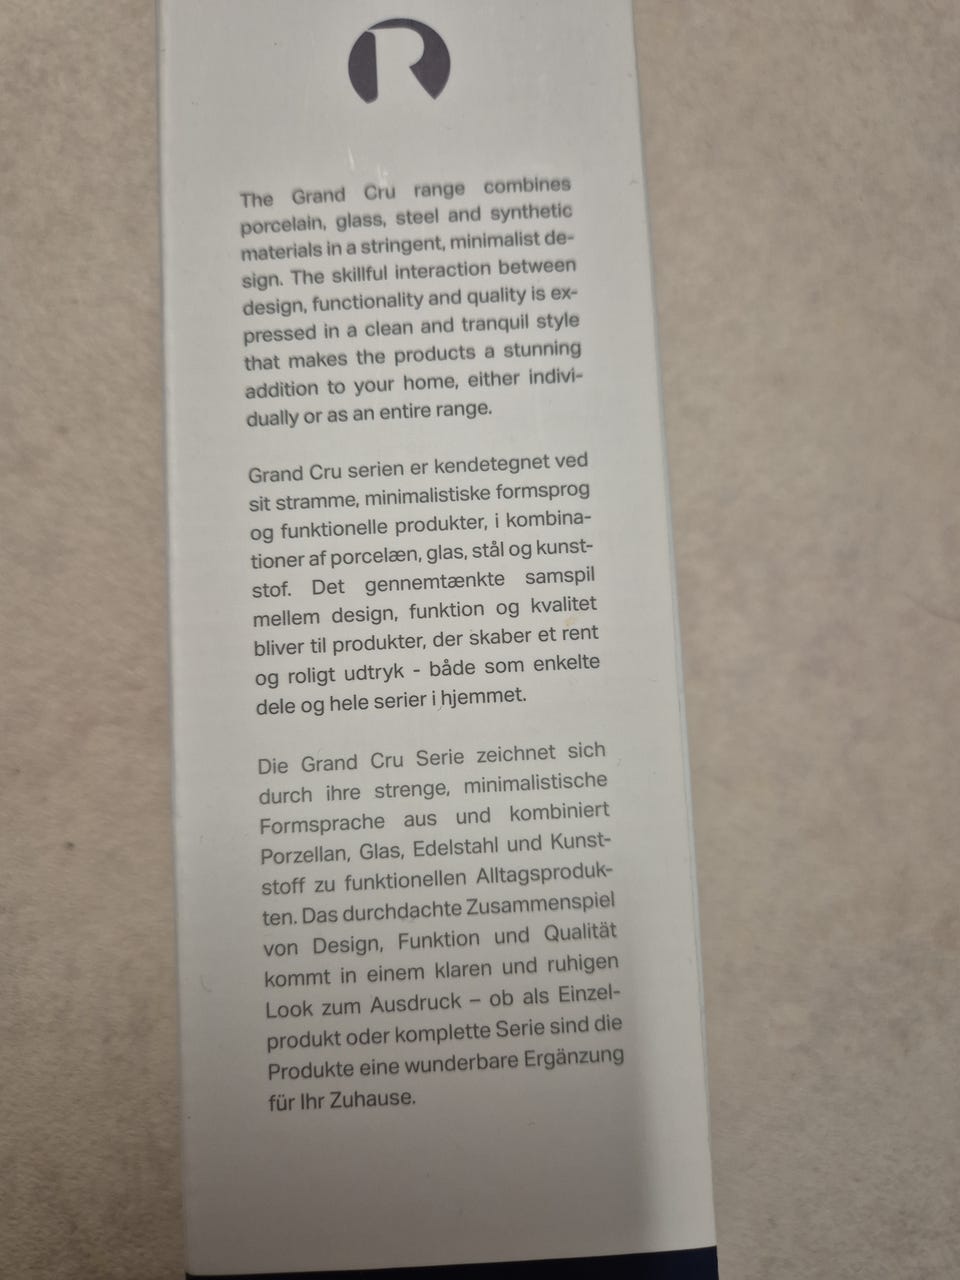 R
The Grand Cru range combines
porcelain, glass, steel and synthetic
materials in a stringent, minimalist de-
sign. The skillful interaction between
design, functionality and quality is ex-
pressed in a clean and tranquil style
that makes the products a stunning
addition to your home, either indivi-
dually or as an entire range.
Grand Cru serien er kendetegnet ved
sit stramme, minimalistiske formsprog
og funktionelle produkter, i kombina-
tioner af porcelæn, glas, stål og kunst-
stof. Det gennemtænkte samspil
mellem design, funktion og kvalitet
bliver til produkter, der skaber et rent
og roligt udtryk - både som enkelte
dele og hele serier i hjemmet.
Die Grand Cru Serie zeichnet sich
durch ihre strenge, minimalistische
Formsprache aus und kombiniert
Porzellan, Glas, Edelstahl und Kunst-
stoff zu funktionellen Alltagsproduk-
ten. Das durchdachte Zusammenspiel
von Design, Funktion und Qualität
kommt in einem klaren und ruhigen
Look zum Ausdruck – ob als Einzel-
produkt oder komplette Serie sind die
Produkte eine wunderbare Ergänzung
für Ihr Zuhause.